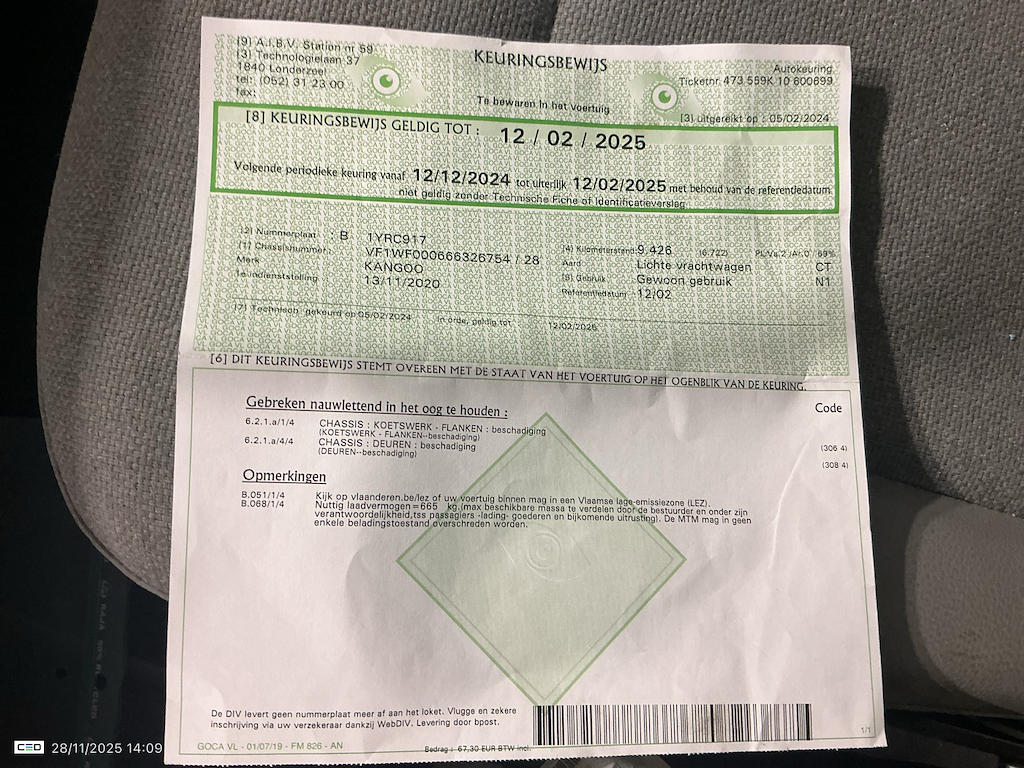 [9] A.I.B.V. Station nr 59
[3] Technologielaan 37
1840 Londerzeel
tel: (052) 31 23 00
fax:
KEURINGSBEWIJS
Te bewaren in het voertuig
Autokeuring
Ticketnr. 473 559K 10 600699
[3] uitgereikt op : 05/02/2024
[8] KEURINGSBEWIJS GELDIG TOT : 12 / 02 / 2025
Volgende periodieke keuring vanaf 12/12/2024 tot uiterlijk 12/02/2025 met behoud van de referentiedatum
niet geldig zonder Technische Fiche of Identificatieverslag
[2] Nummerplaat : B 1YRC917
[1] Chassisnummer: VF1WF000666326754 / 28
Merk KANGOO
1e indienststelling 13/11/2020
[4] Kilometerstand 9.426 (6.722)
Aard Lichte vrachtwagen CT
[5] Gebruik Gewoon gebruik N1
Referentiedatum 12/02
[7] Technisch gekeurd op 05/02/2024 In orde, geldig tot 12/02/2025
[6] DIT KEURINGSBEWIJS STEMT OVEREEN MET DE STAAT VAN HET VOERTUIG OP HET OGENBLIK VAN DE KEURING.
Gebreken nauwlettend in het oog te houden : Code
6.2.1.a/1/4 CHASSIS : KOETSWERK - FLANKEN : beschadiging
(KOETSWERK - FLANKEN--beschadiging) (306 4)
6.2.1.a/4/4 CHASSIS : DEUREN : beschadiging
(DEUREN--beschadiging) (308 4)
Opmerkingen
B.051/1/4 Kijk op vlaanderen.be/lez of uw voertuig binnen mag in een Vlaamse lage-emissiezone (LEZ).
B.068/1/4 Nuttig laadvermogen=665 kg.(max beschikbare massa te verdelen door de bestuurder en onder zijn
verantwoordelijkheid,tss passagiers -lading- goederen en bijkomende uitrusting). De MTM mag in geen
enkele beladingstoestand overschreden worden.
De DIV levert geen nummerplaat meer af aan het loket. Vlugge en zekere
inschrijving via uw verzekeraar dankzij WebDIV. Levering door bpost.
GOCA VL - 01/07/19 - FM 826 - AN
Bedrag : 67,30 EUR BTW incl.
1/1
CEO 28/11/2025 14:09